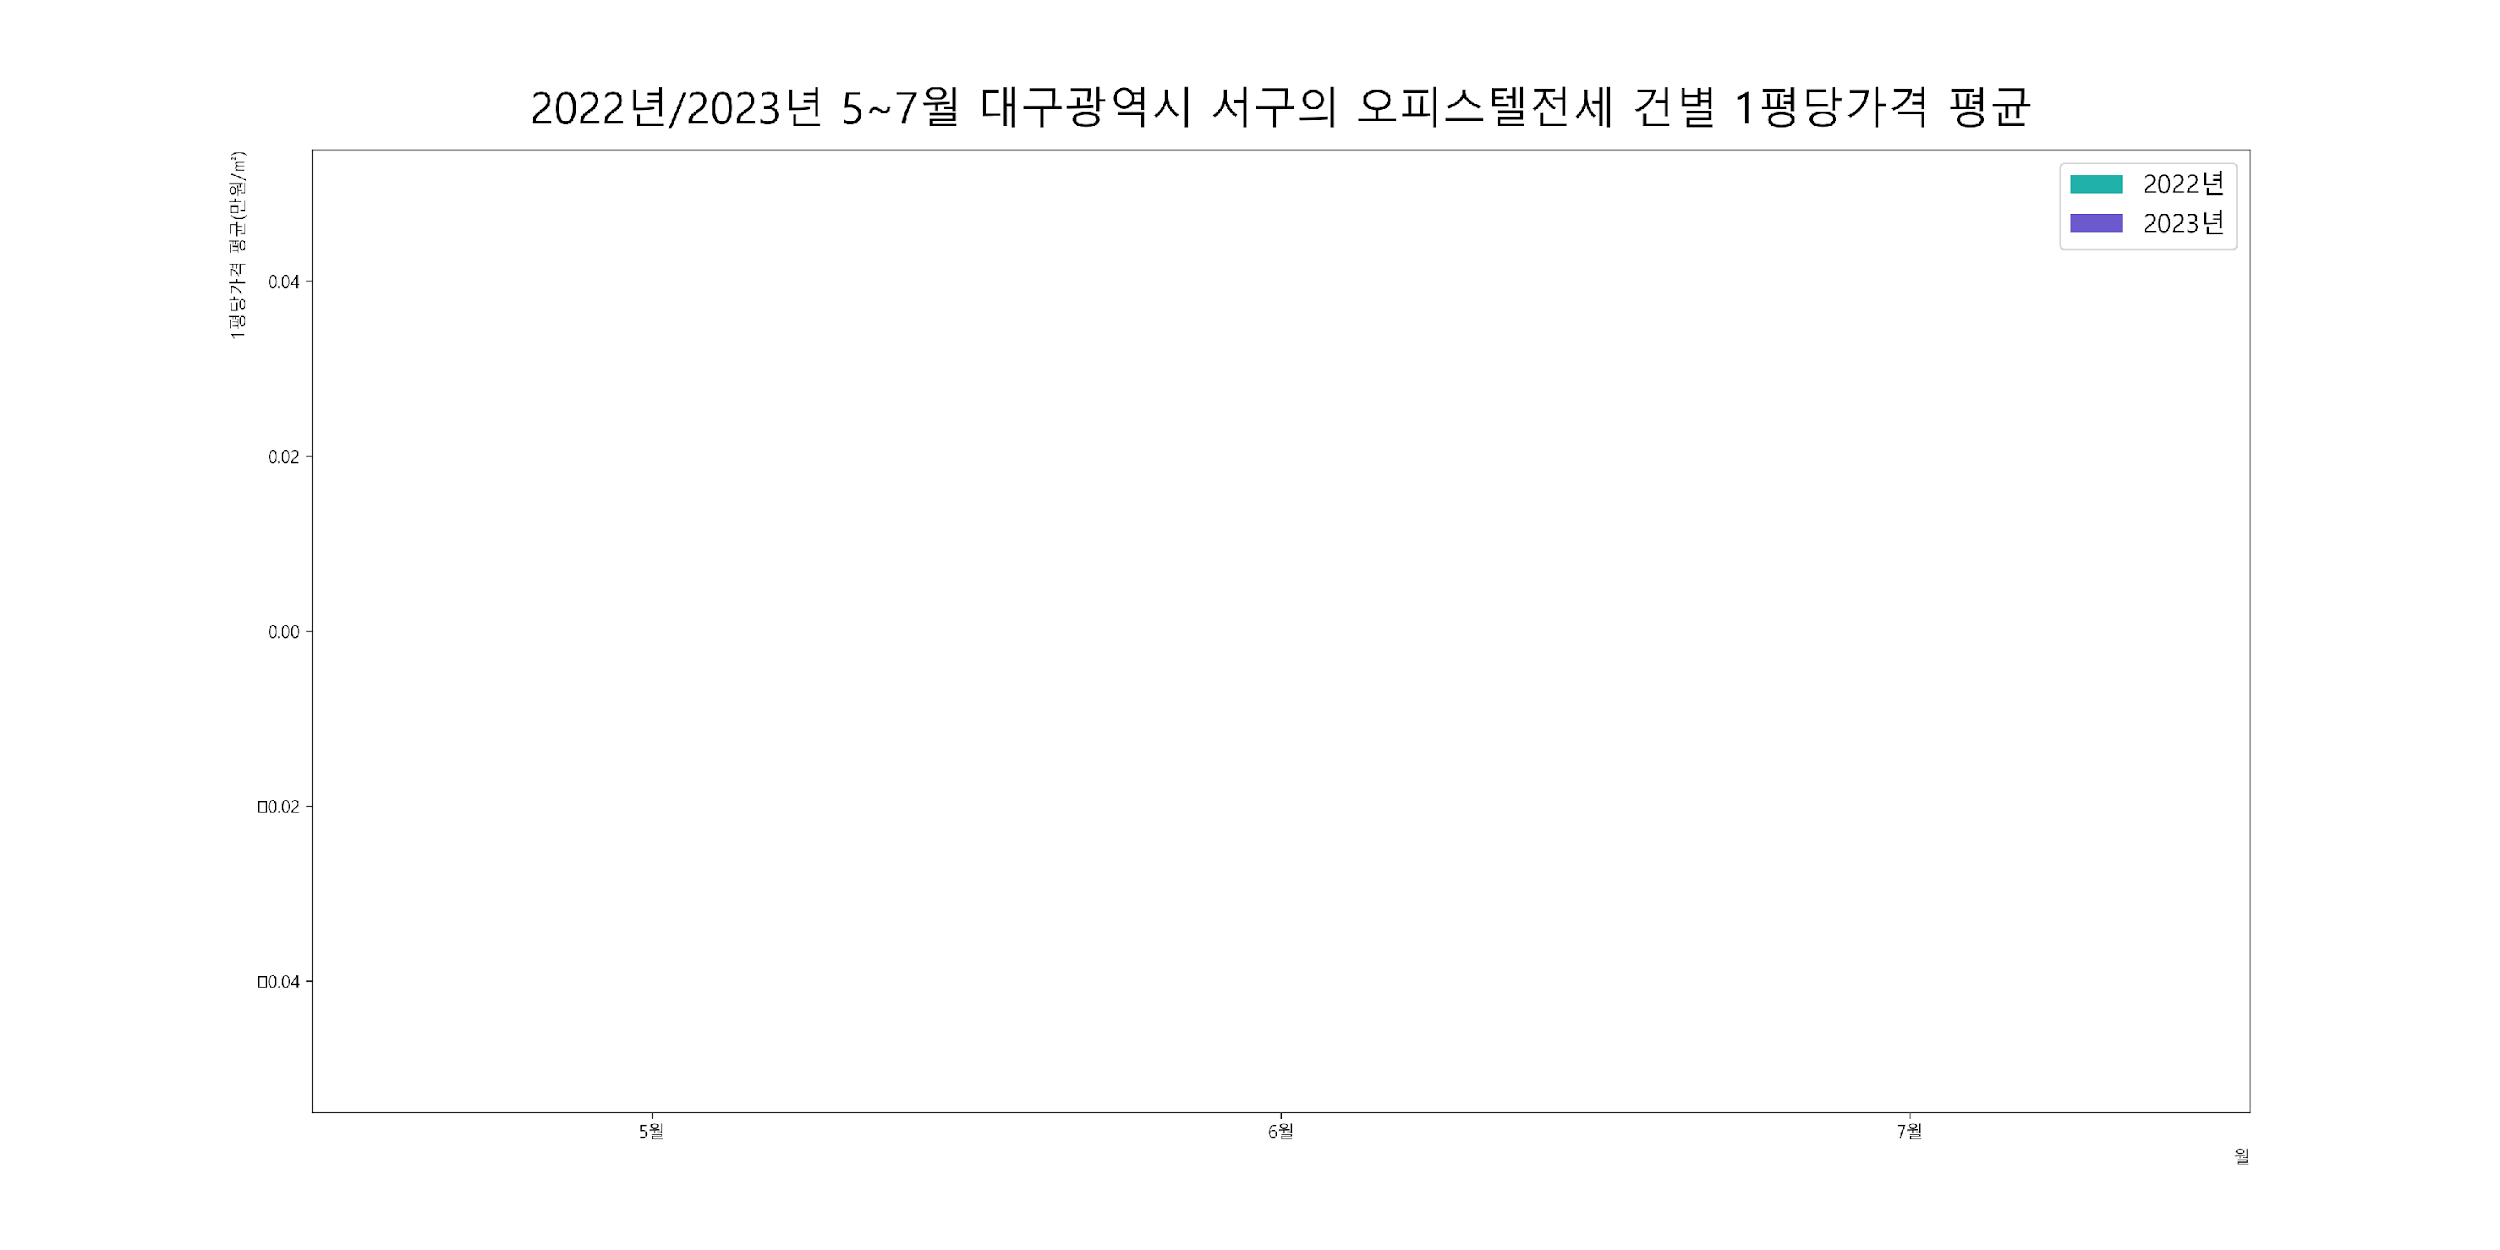 2022년/2023년 5~7월 대구광역시 서구의 오피스텔전세 건별 1평당가격 평균
1평당가격 평균(만원/㎡)
2022년
2023년
0.04
0.02
0.00
□0.02
□0.04
5월
6월
7월
월